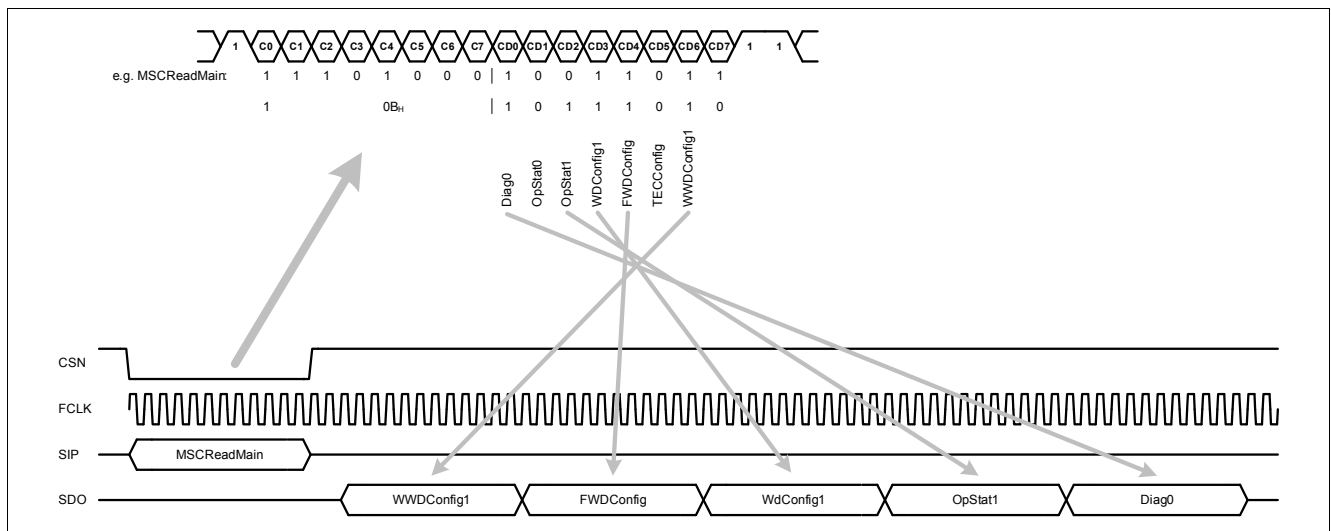 1 C0 C1 C2 C3 C4 C5 C6 C7 CD0 CD1 CD2 CD3 CD4 CD5 CD6 CD7 1 1
e.g. MSCReadMain: 1 1 1 0 1 0 0 0 | 1 0 0 1 1 0 1 1
1 0BH | 1 0 1 1 1 0 1 0
Diag0
OpStat0
OpStat1
WDConfig1
FWDConfig
TECConfig
WWDConfig1
CSN
FCLK
SIP MSCReadMain
SDO WWDConfig1 FWDConfig WdConfig1 OpStat1 Diag0